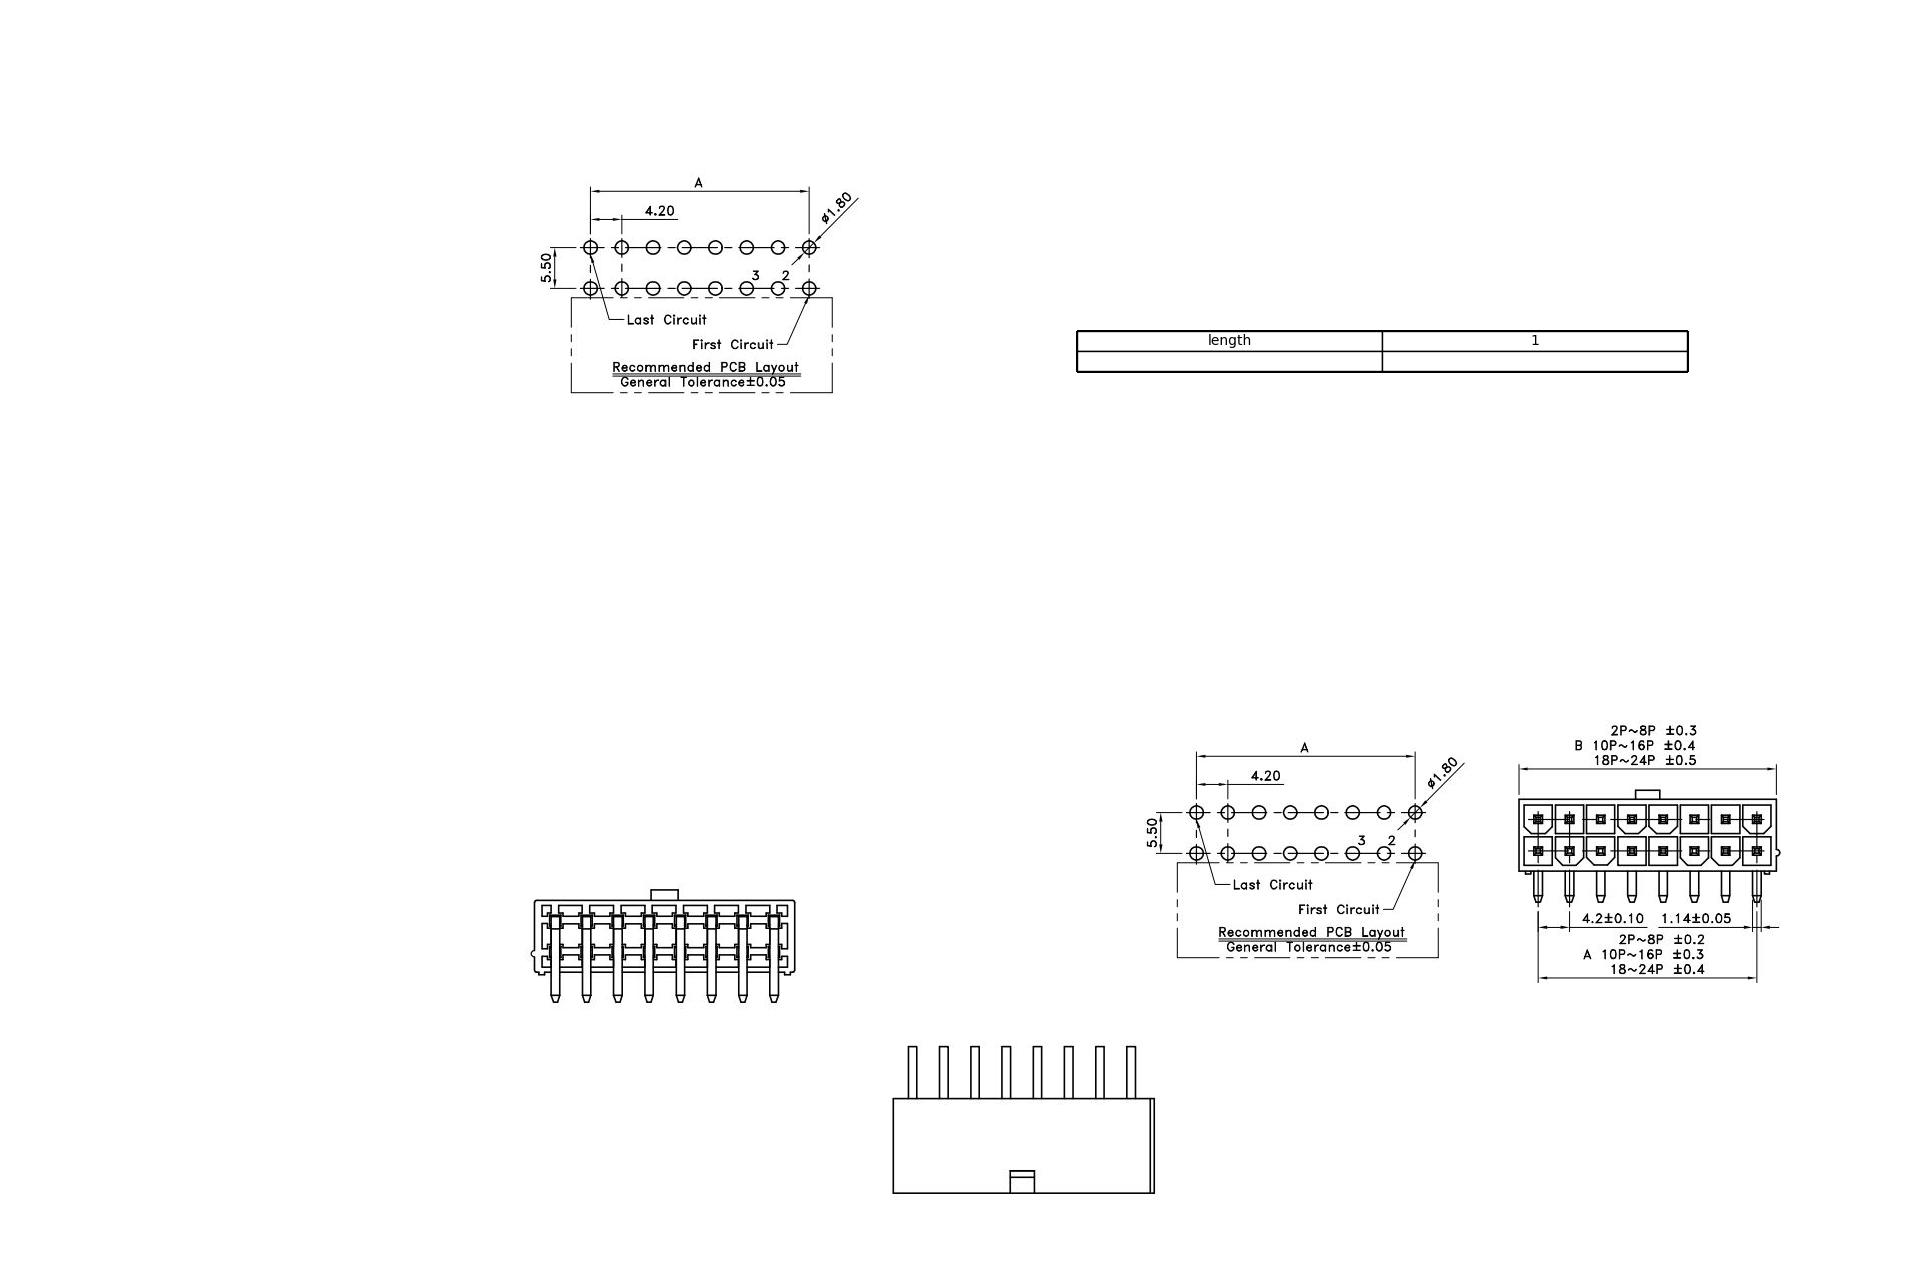 A
4.20
ø1.80
5.50
3 2
Last Circuit
First Circuit
Recommended PCB Layout
General Tolerance±0.05
length 1
A
4.20
ø1.80
5.50
3 2
Last Circuit
First Circuit
Recommended PCB Layout
General Tolerance±0.05
2P~8P ±0.3
B 10P~16P ±0.4
18P~24P ±0.5
4.2±0.10 1.14±0.05
2P~8P ±0.2
A 10P~16P ±0.3
18~24P ±0.4